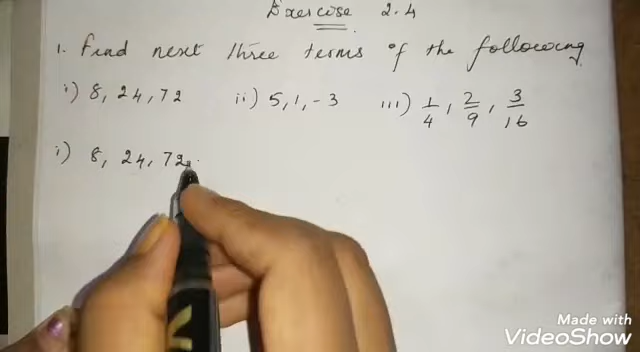 Exercise 2.4
1. Find next three terms of the following
i) 8, 24, 72 ii) 5, 1, -3 iii) 1/4, 2/9, 3/16
i) 8, 24, 72
Made with
VideoShow